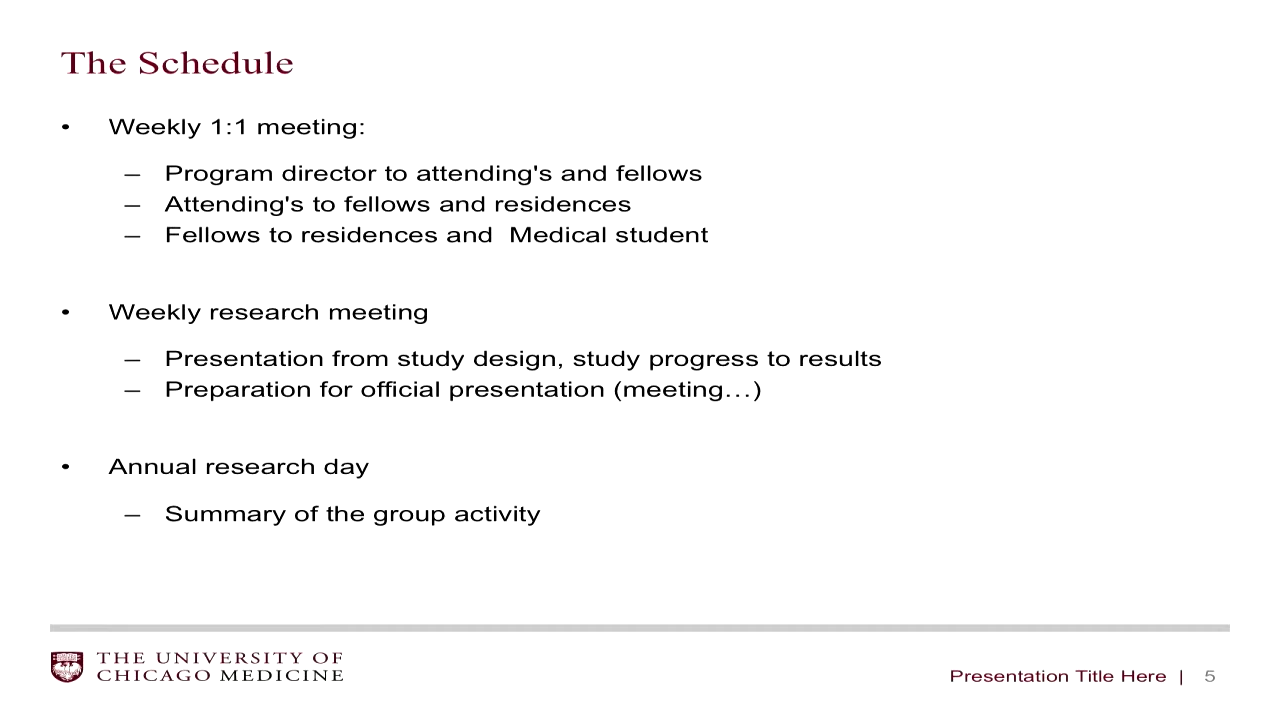 The Schedule
• Weekly 1:1 meeting:
– Program director to attending's and fellows
– Attending's to fellows and residences
– Fellows to residences and  Medical student
• Weekly research meeting
– Presentation from study design, study progress to results
– Preparation for official presentation (meeting…)
• Annual research day
– Summary of the group activity
THE UNIVERSITY OF
CHICAGO MEDICINE
Presentation Title Here | 5